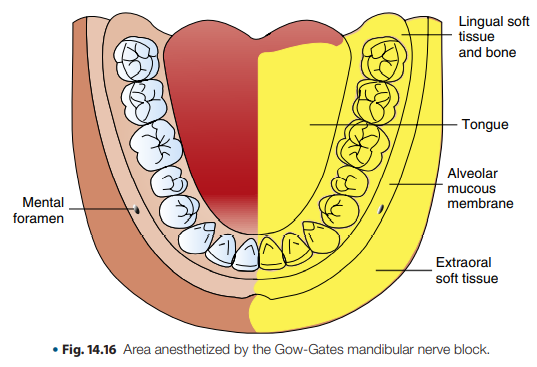 Lingual soft
tissue
and bone
Tongue
Alveolar
mucous
membrane
Mental
foramen
Extraoral
soft tissue
• Fig. 14.16 Area anesthetized by the Gow-Gates mandibular nerve block.